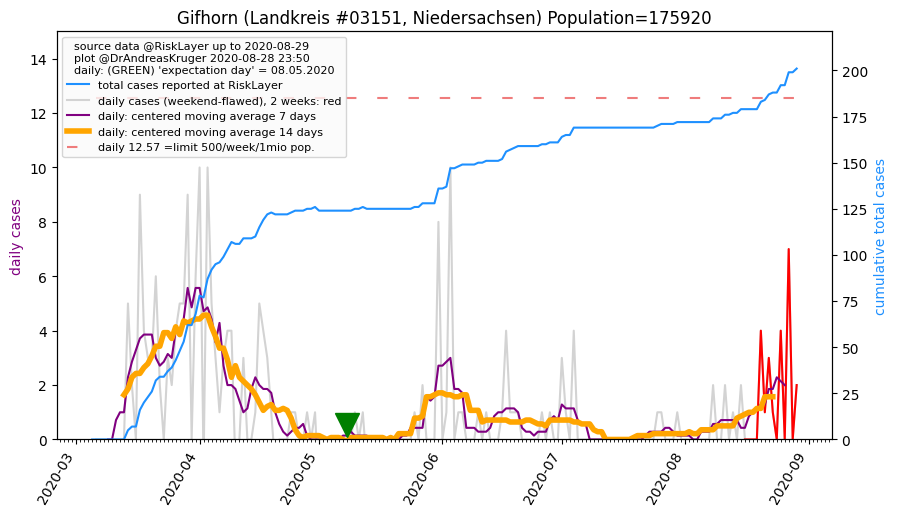 Gifhorn (Landkreis #03151, Niedersachsen) Population=175920
source data @RiskLayer up to 2020-08-29
plot @DrAndreasKruger 2020-08-28 23:50
daily: (GREEN) 'expectation day' = 08.05.2020
total cases reported at RiskLayer
daily cases (weekend-flawed), 2 weeks: red
daily: centered moving average 7 days
daily: centered moving average 14 days
daily 12.57 =limit 500/week/1mio pop.
daily cases
14
12
10
8
6
4
2
0
cumulative total cases
200
175
150
125
100
75
50
25
0
2020-03
2020-04
2020-05
2020-06
2020-07
2020-08
2020-09